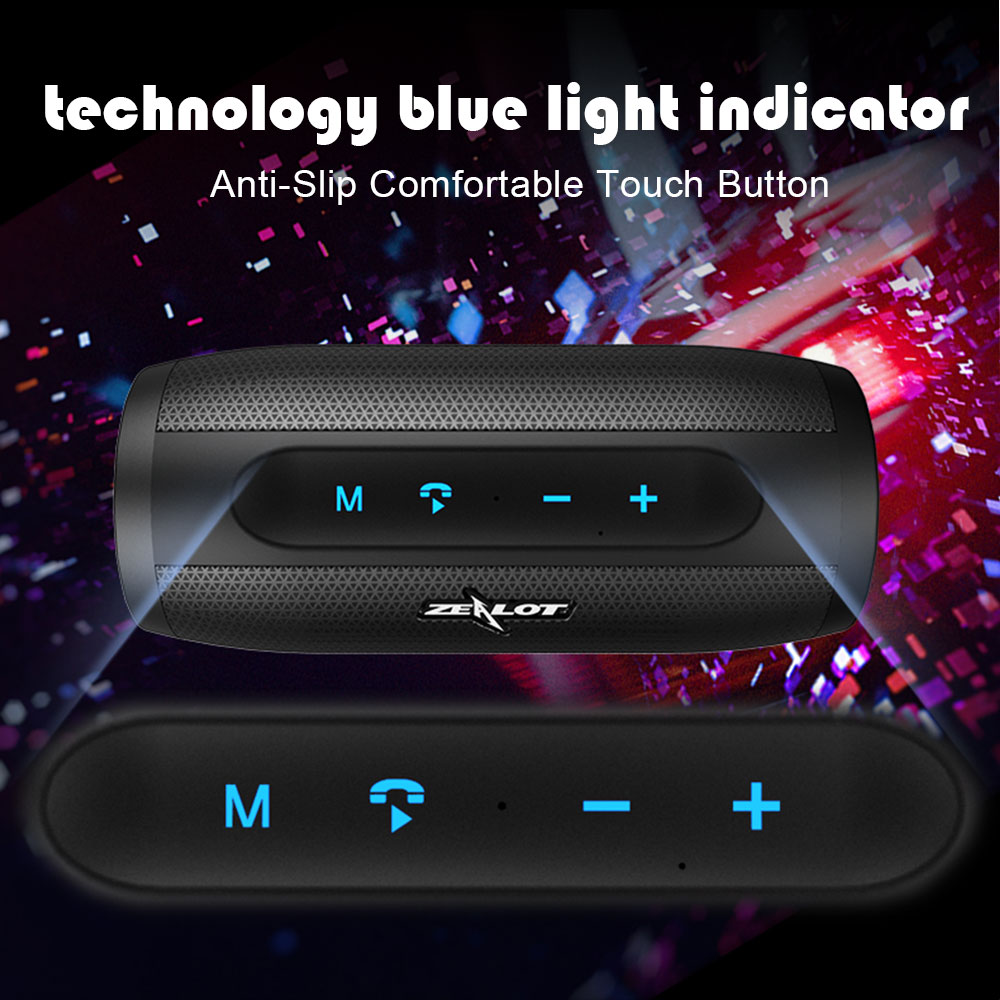 technology blue light indicator
Anti-Slip Comfortable Touch Button
M
ZEALOT
M